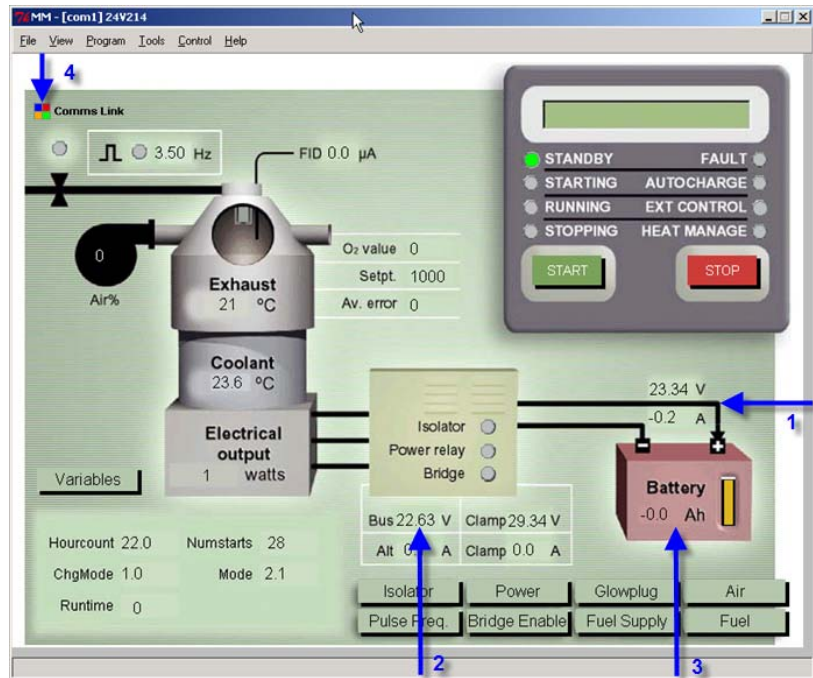 MM - [com1] 24V214
File View Program Tools Control Help
4
Comms Link
3.50 Hz
FID 0.0 µA
STANDBY FAULT
STARTING AUTOCHARGE
RUNNING EXT CONTROL
STOPPING HEAT MANAGE
START STOP
0
Air%
O2 value 0
Setpt. 1000
Av. error 0
Exhaust
21 ºC
Coolant
23.6 ºC
Electrical
output
1 watts
Isolator
Power relay
Bridge
23.34 V
-0.2 A
1
Battery
-0.0 Ah
Variables
Bus 22.63 V Clamp 29.34 V
Alt A Clamp 0.0 A
Hourcount 22.0 Numstarts 28
ChgMode 1.0 Mode 2.1
Runtime 0
Isolator Power Glowplug Air
Pulse Freq. Bridge Enable Fuel Supply Fuel
2
3